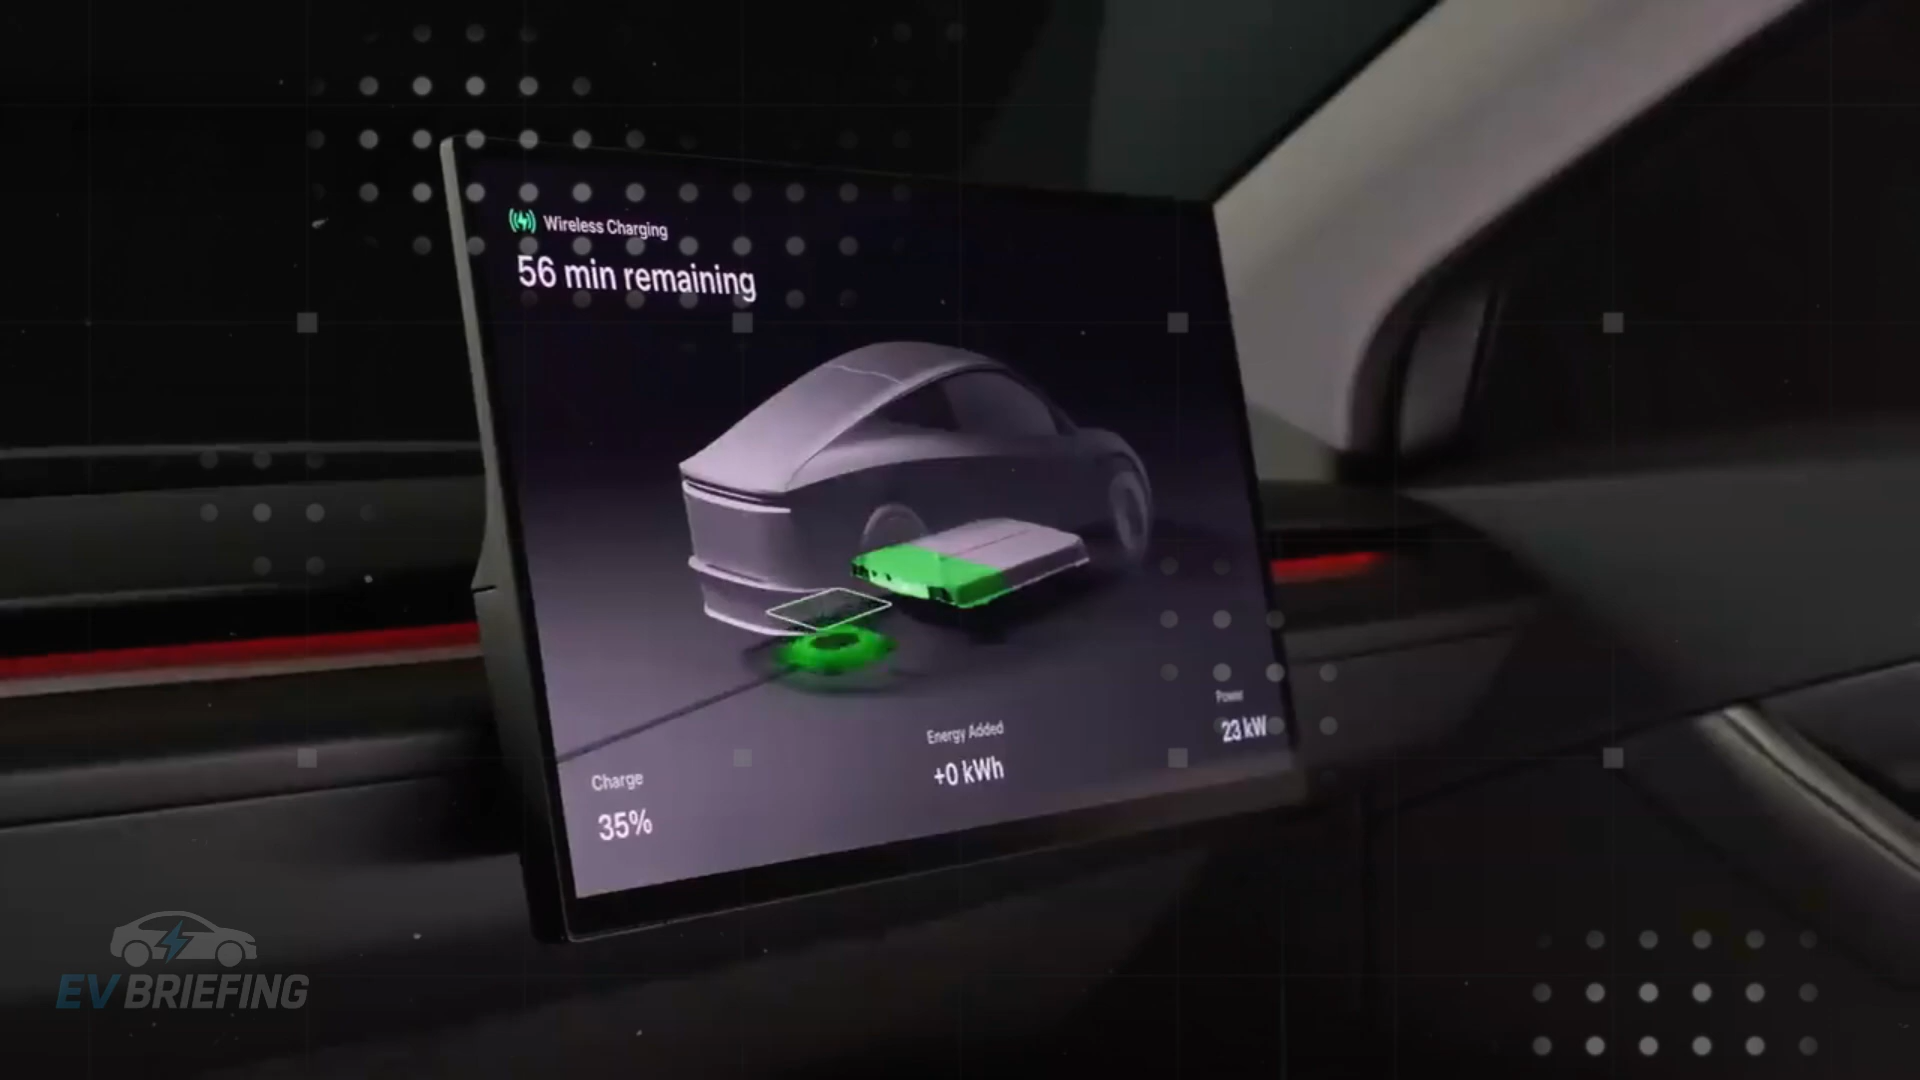 Wireless Charging
56 min remaining
Power
23 kW
Energy Added
+0 kWh
Charge
35%
EV BRIEFING